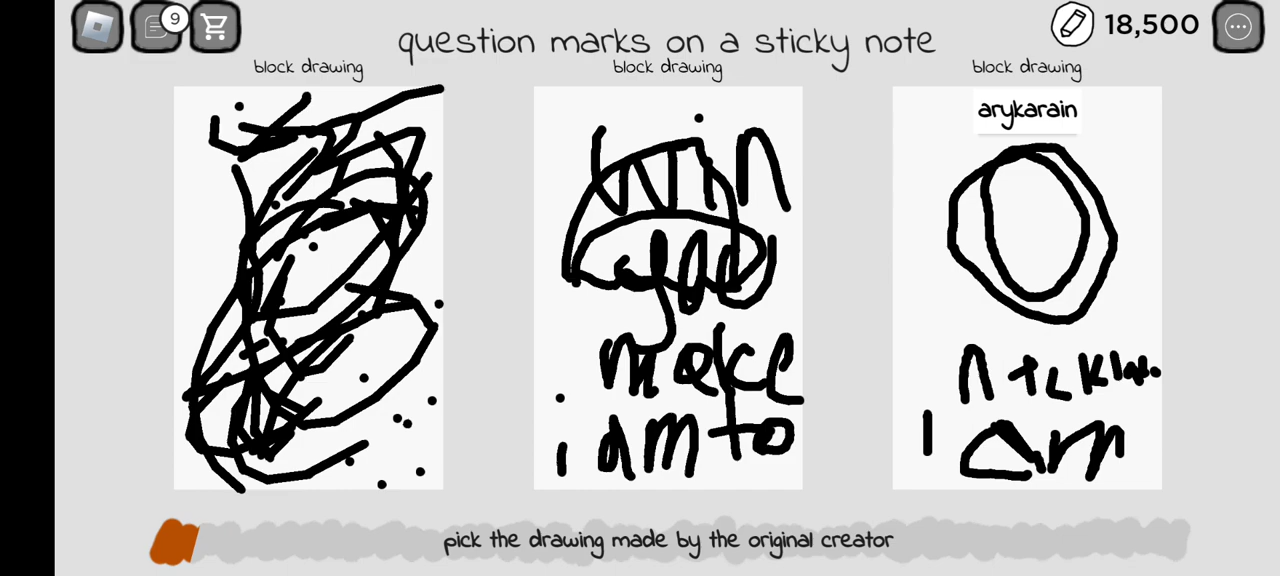 9
18,500
question marks on a sticky note
block drawing
block drawing
block drawing
arykarain
win
make
i am to
I am
pick the drawing made by the original creator